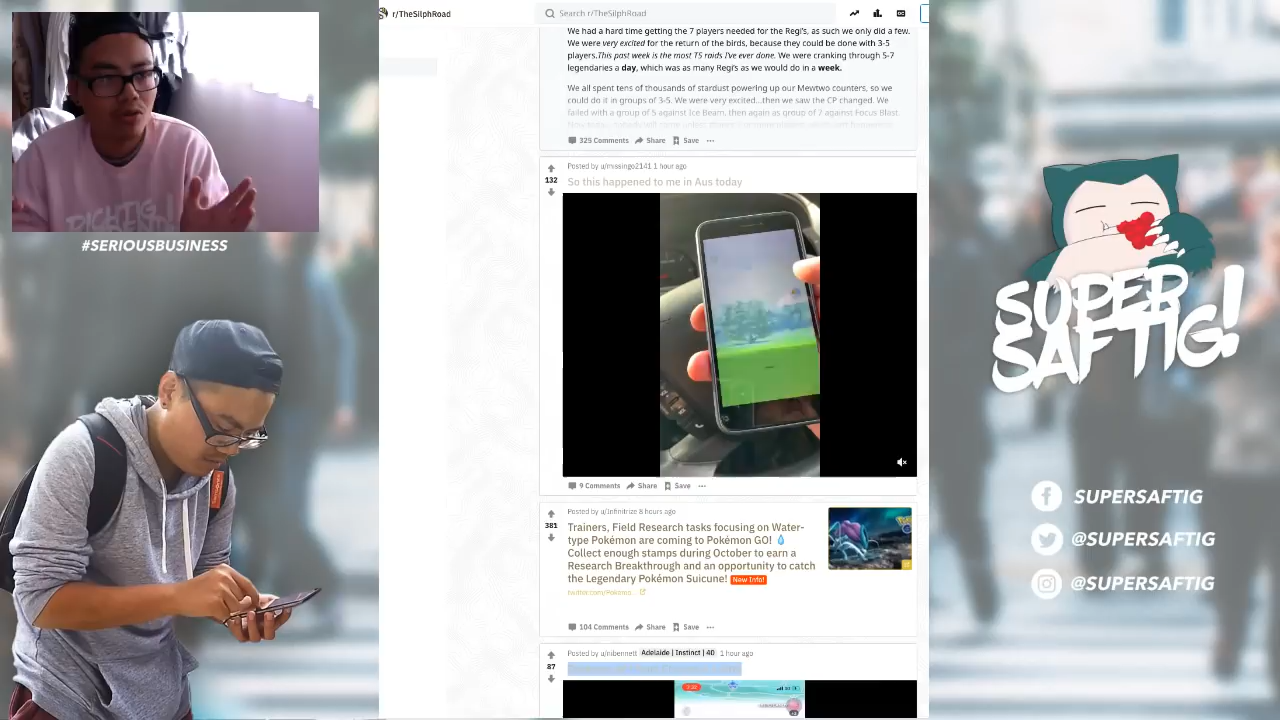 r/TheSilphRoad
Search r/TheSilphRoad
#SERIOUSBUSINESS
We had a hard time getting the 7 players needed for the Regi's, as such we only did a few.
We were very excited for the return of the birds, because they could be done with 3-5
players.This past week is the most T5 raids I've ever done. We were cranking through 5-7
legendaries a day, which was as many Regi's as we would do in a week.
We all spent tens of thousands of stardust powering up our Mewtwo counters, so we
could do it in groups of 3-5. We were very excited...then we saw the CP changed. We
failed with a group of 5 against Ice Beam, then again as group of 7 against Focus Blast.
325 Comments Share Save
Posted by u/missingo2141 1 hour ago
132
So this happened to me in Aus today
9 Comments Share Save
Posted by u/Infinitrize 8 hours ago
381
Trainers, Field Research tasks focusing on Water-
type Pokémon are coming to Pokémon GO! 💧
Collect enough stamps during October to earn a
Research Breakthrough and an opportunity to catch
the Legendary Pokémon Suicune! New Info!
twitter.com/Pokemo...
104 Comments Share Save
Posted by u/nibennett Adelaide | Instinct | 40 1 hour ago
87
SUPER
SAFTIG!
SUPERSAFTIG
@SUPERSAFTIG
@SUPERSAFTIG